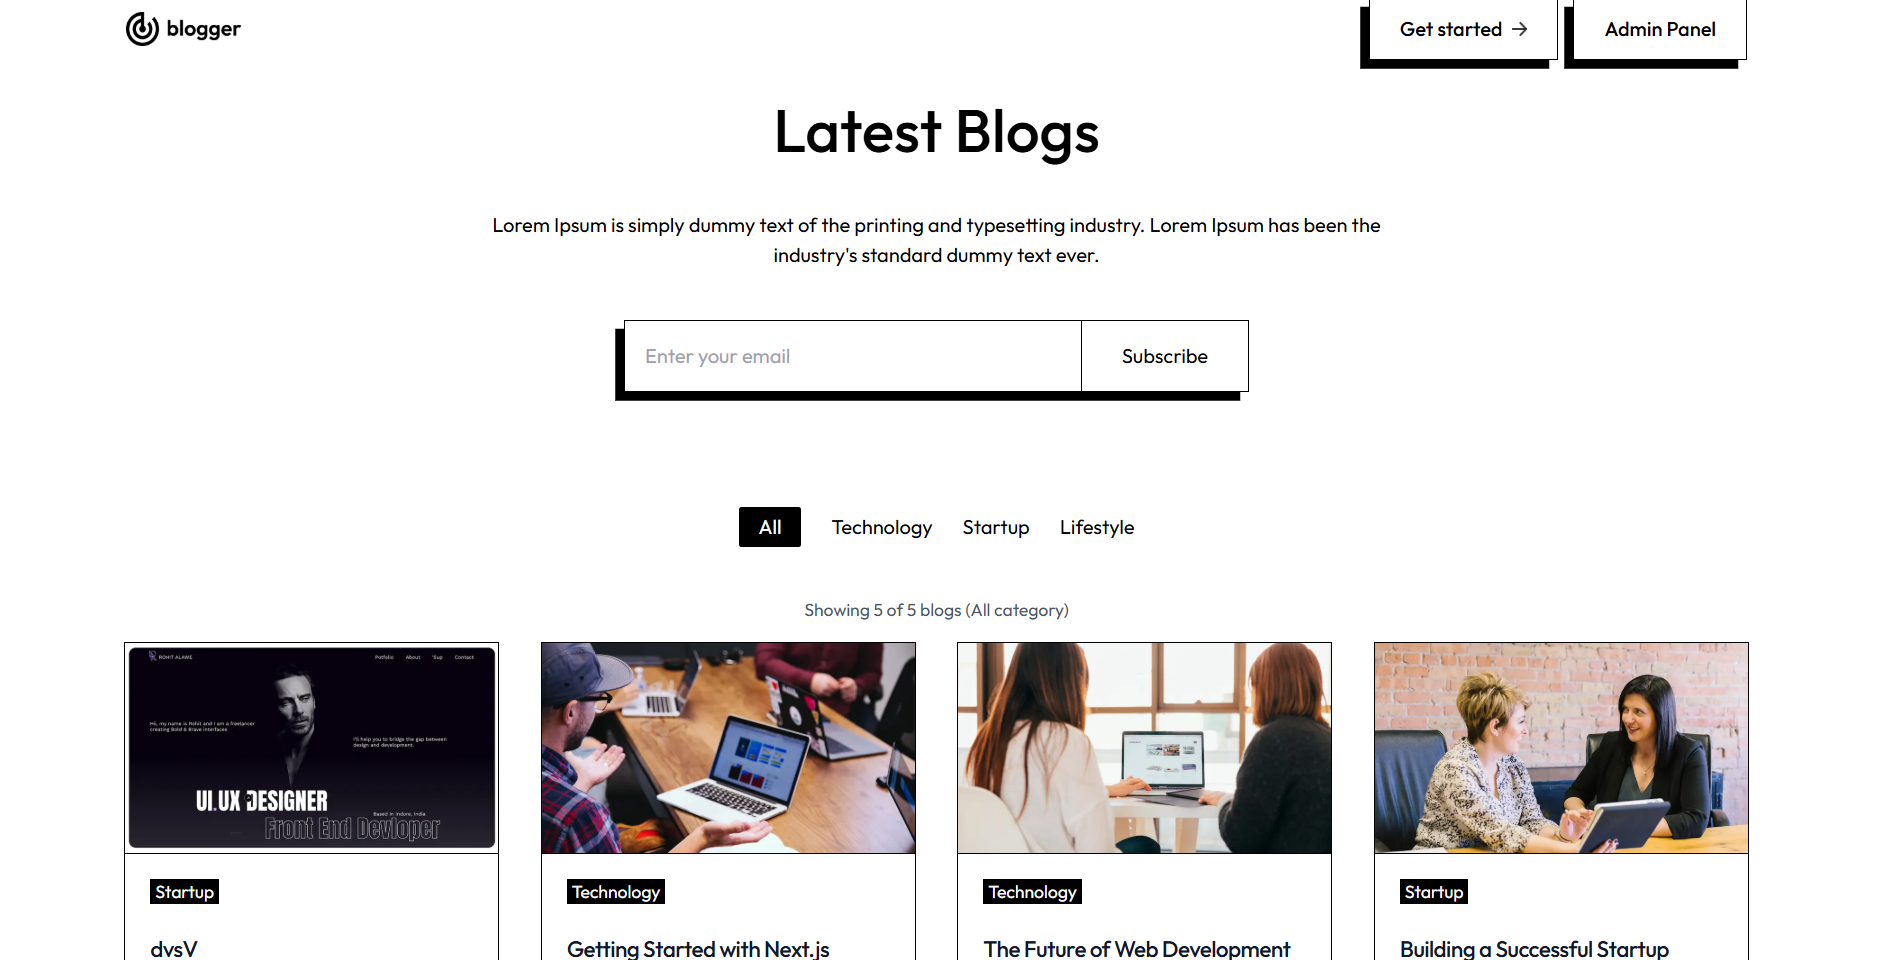 blogger
Get started →
Admin Panel
Latest Blogs
Lorem Ipsum is simply dummy text of the printing and typesetting industry. Lorem Ipsum has been the
industry's standard dummy text ever.
Enter your email
Subscribe
All
Technology
Startup
Lifestyle
Showing 5 of 5 blogs (All category)
ROHIT ALAWE
Potfolio
About
'Sup
Contact
Hi, my name is Rohit and I am a freelancer
creating Bold & Brave interfaces
I'll help you to bridge the gap between
design and development.
UI.UX DESIGNER
Based in Indore, India
Front End Devloper
Startup
dvsV
Technology
Getting Started with Next.js
Technology
The Future of Web Development
Startup
Building a Successful Startup